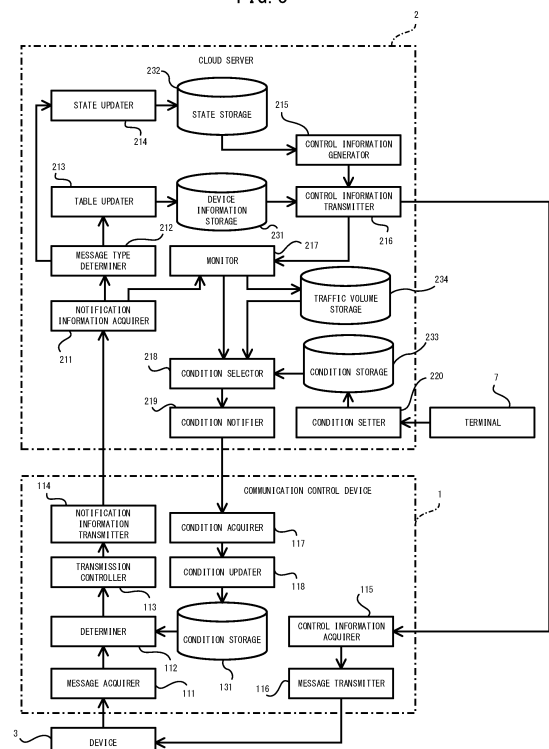 2
CLOUD SERVER
232
STATE UPDATER
214
STATE STORAGE
215
CONTROL INFORMATION
GENERATOR
213
TABLE UPDATER
DEVICE
INFORMATION
STORAGE
231
CONTROL INFORMATION
TRANSMITTER
216
212
MESSAGE TYPE
DETERMINER
MONITOR
217
234
TRAFFIC VOLUME
STORAGE
NOTIFICATION
INFORMATION ACQUIRER
211
233
218
CONDITION SELECTOR
CONDITION STORAGE
219
220
7
CONDITION NOTIFIER
CONDITION SETTER
TERMINAL
114
COMMUNICATION CONTROL DEVICE
1
NOTIFICATION
INFORMATION
TRANSMITTER
CONDITION ACQUIRER
117
TRANSMISSION
CONTROLLER
113
CONDITION UPDATER
118
115
DETERMINER
112
CONDITION STORAGE
131
CONTROL INFORMATION
ACQUIRER
MESSAGE ACQUIRER
111
116
MESSAGE TRANSMITTER
3
DEVICE